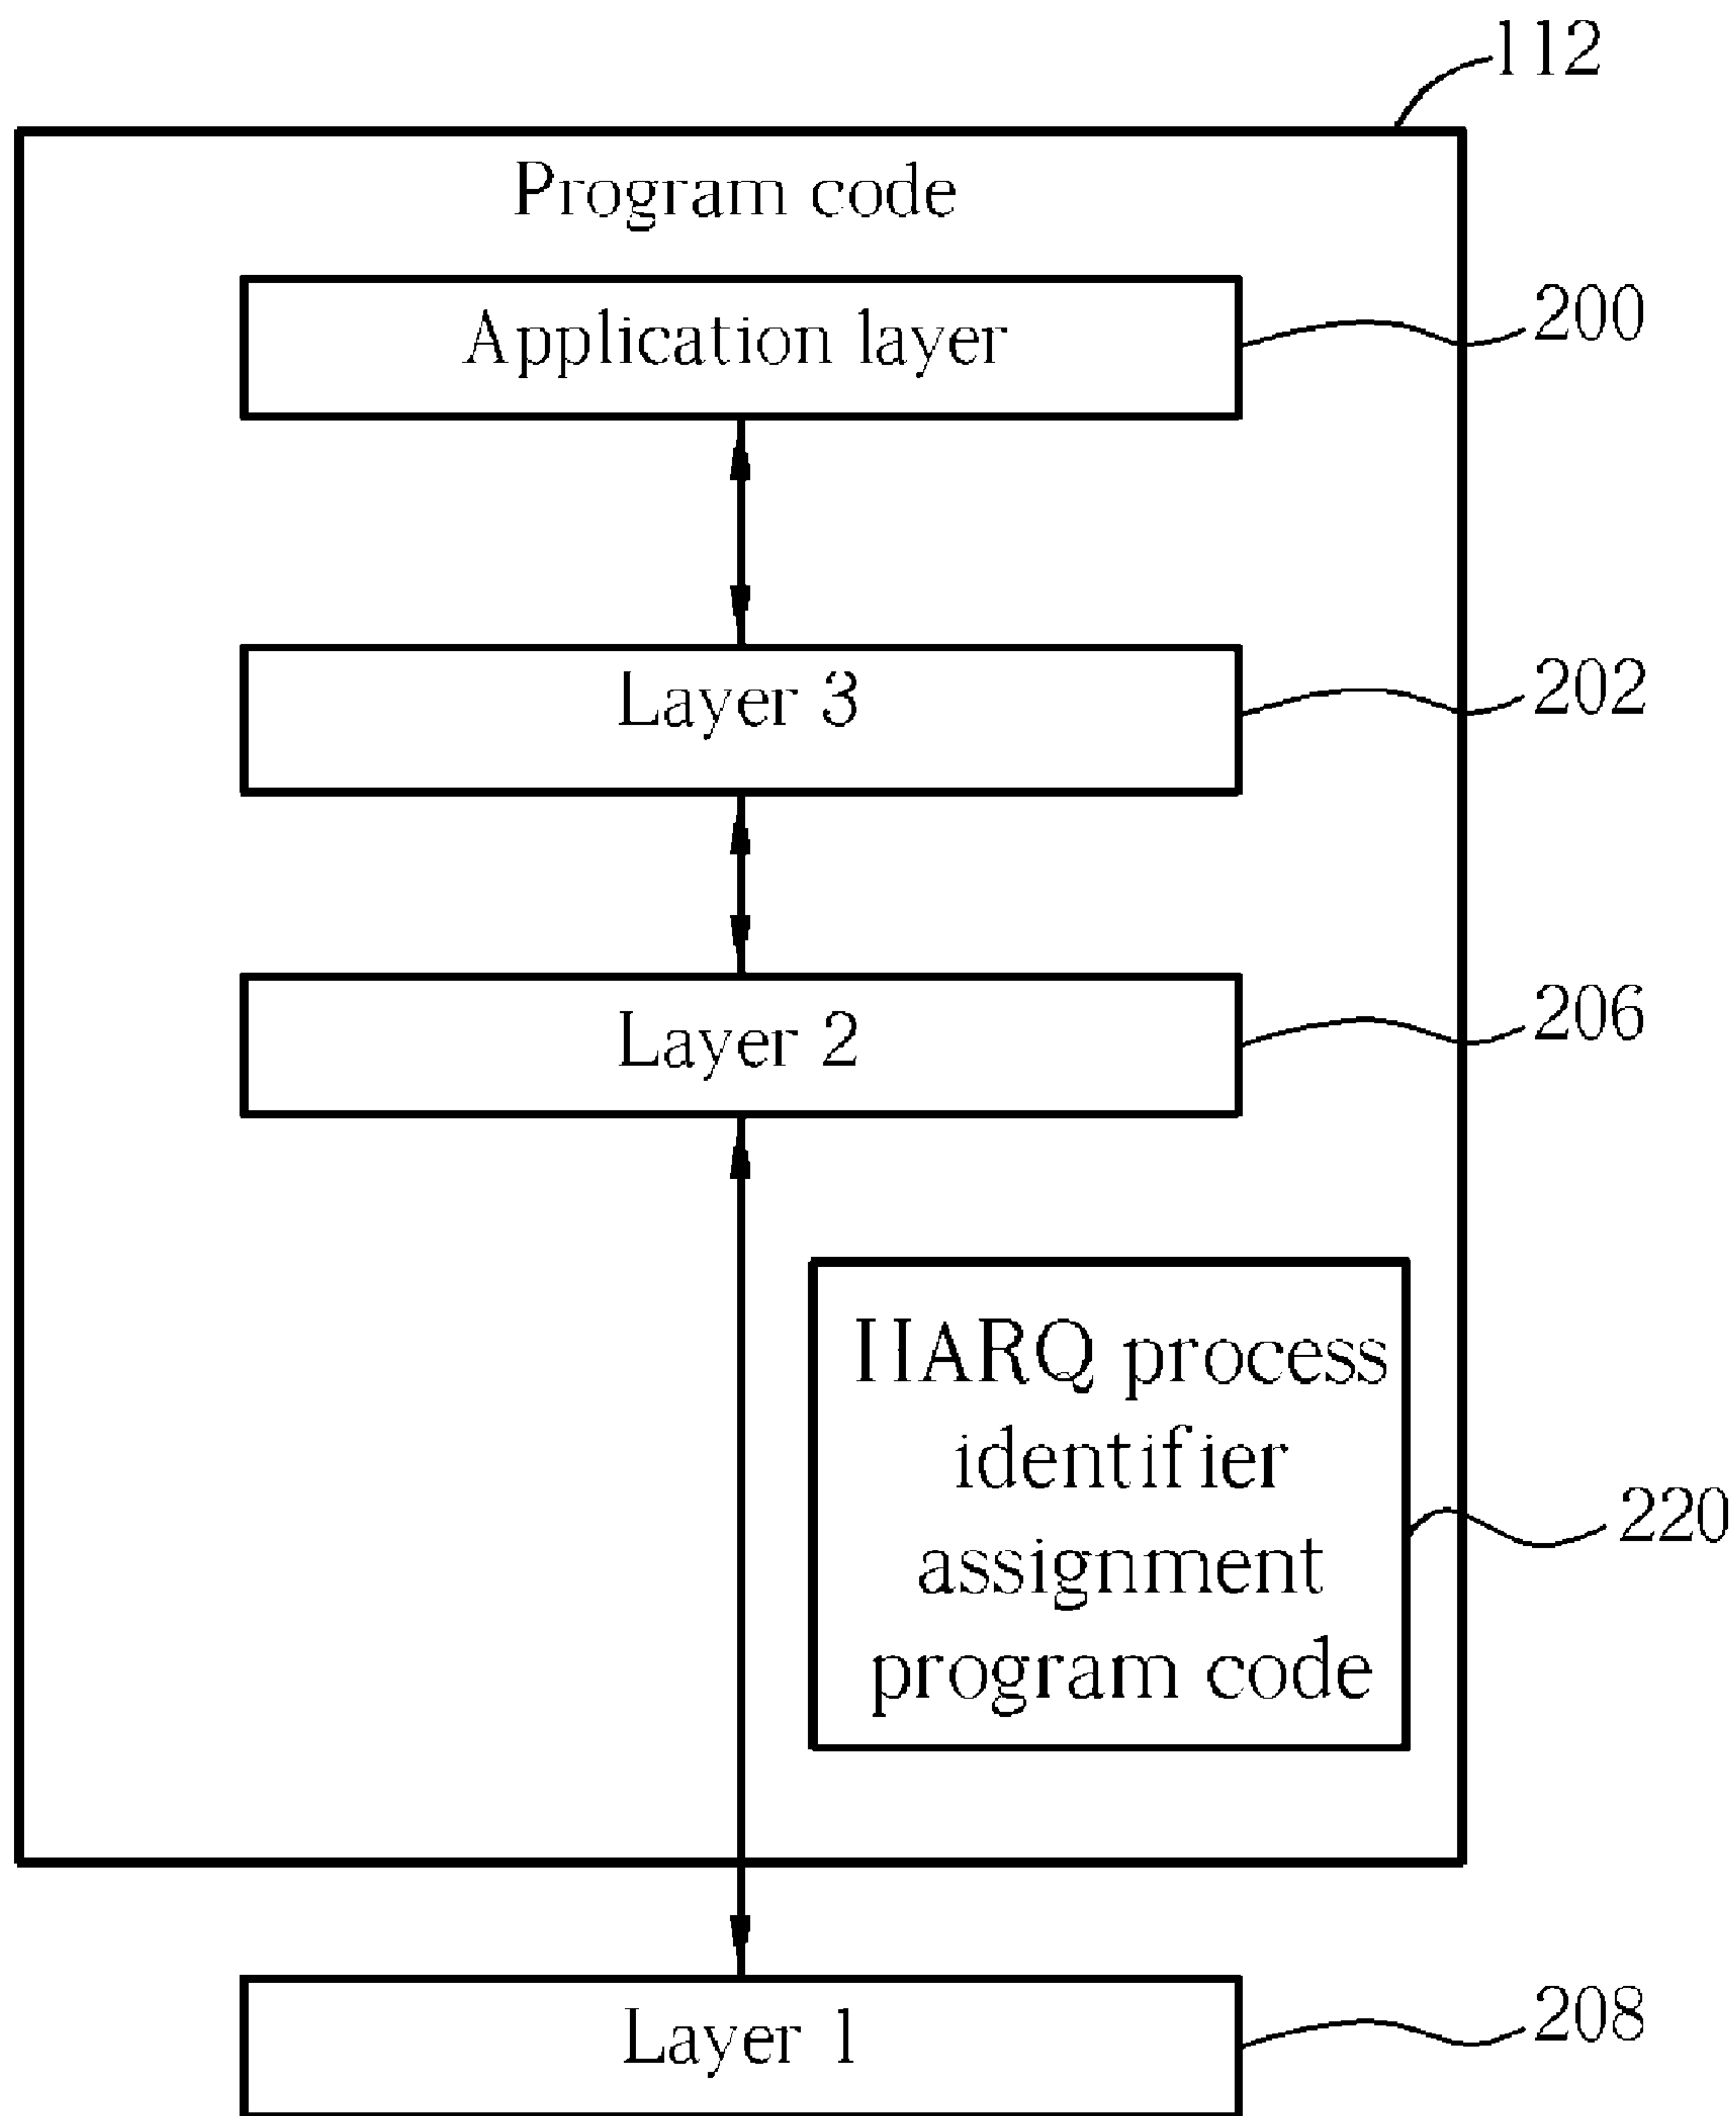 112
Program code
Application layer
200
Layer 3
202
Layer 2
206
HARQ process
identifier
assignment
program code
220
Layer 1
208